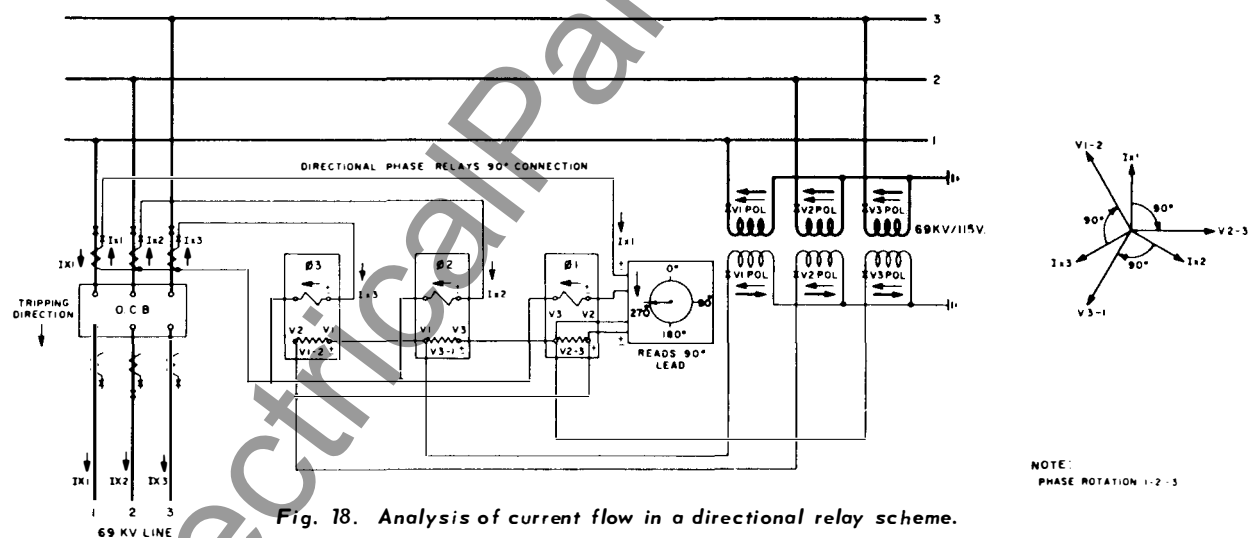 3
2
1
DIRECTIONAL PHASE RELAYS 90° CONNECTION
V1 POL
V2 POL
V3 POL
69KV/115V.
V1 POL
V2 POL
V3 POL
IX1
Ix1
Ix2
Ix3
TRIPPING
DIRECTION
O C B
Ø3
Ix3
V2 V1
V1-2
Ø2
Ix2
V1 V3
V3-1
Ø1
V3 V2
V2-3
Ix1
0°
90°
180°
270°
READS 90°
LEAD
IX1
IX2
IX3
1 2 3
69 KV LINE
V1-2
Ix1
90°
90°
V2-3
Ix3
90°
Ix2
V3-1
NOTE:
PHASE ROTATION 1-2-3
Fig. 18. Analysis of current flow in a directional relay scheme.